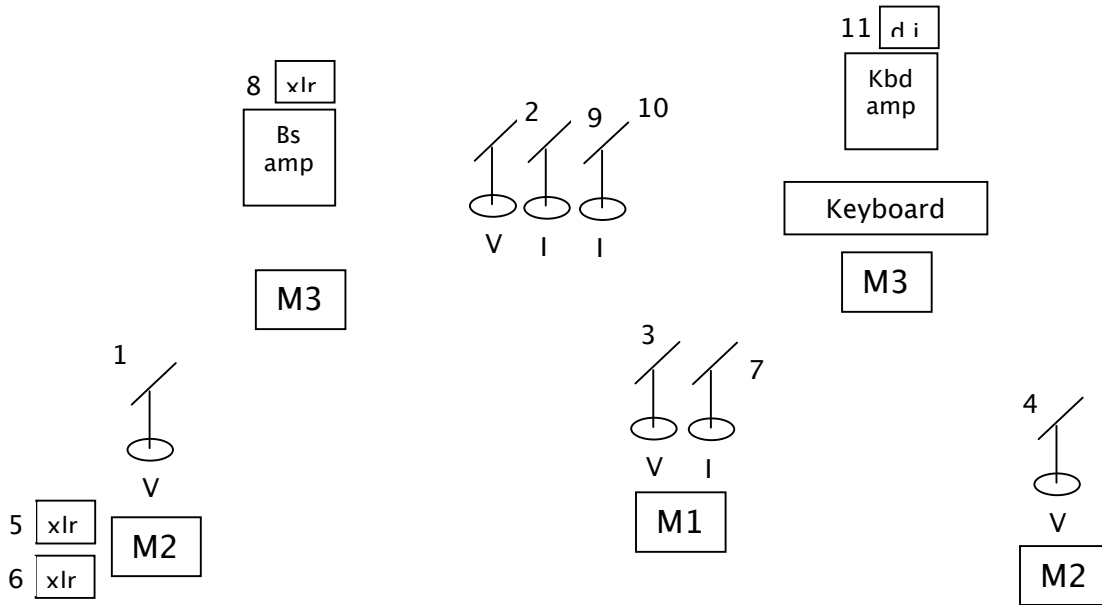 11 d.i
8 xlr
Kbd
amp
Bs
amp
2 9 10
Keyboard
V I I
M3
M3
1
3 7
4
V
V I
V
5 xlr
M2
M1
6 xlr
M2